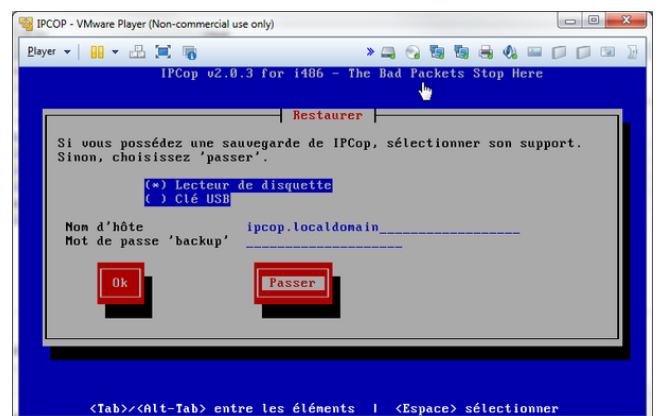 IPCOP - VMware Player (Non-commercial use only)
Player
IPCop v2.0.3 for i486 - The Bad Packets Stop Here
Restaurer
Si vous possédez une sauvegarde de IPCop, sélectionner son support.
Sinon, choisissez 'passer'.
(*) Lecteur de disquette
( ) Clé USB
Nom d'hôte ipcop.localdomain
Mot de passe 'backup'
Ok Passer
<Tab>/<Alt-Tab> entre les éléments | <Espace> sélectionner